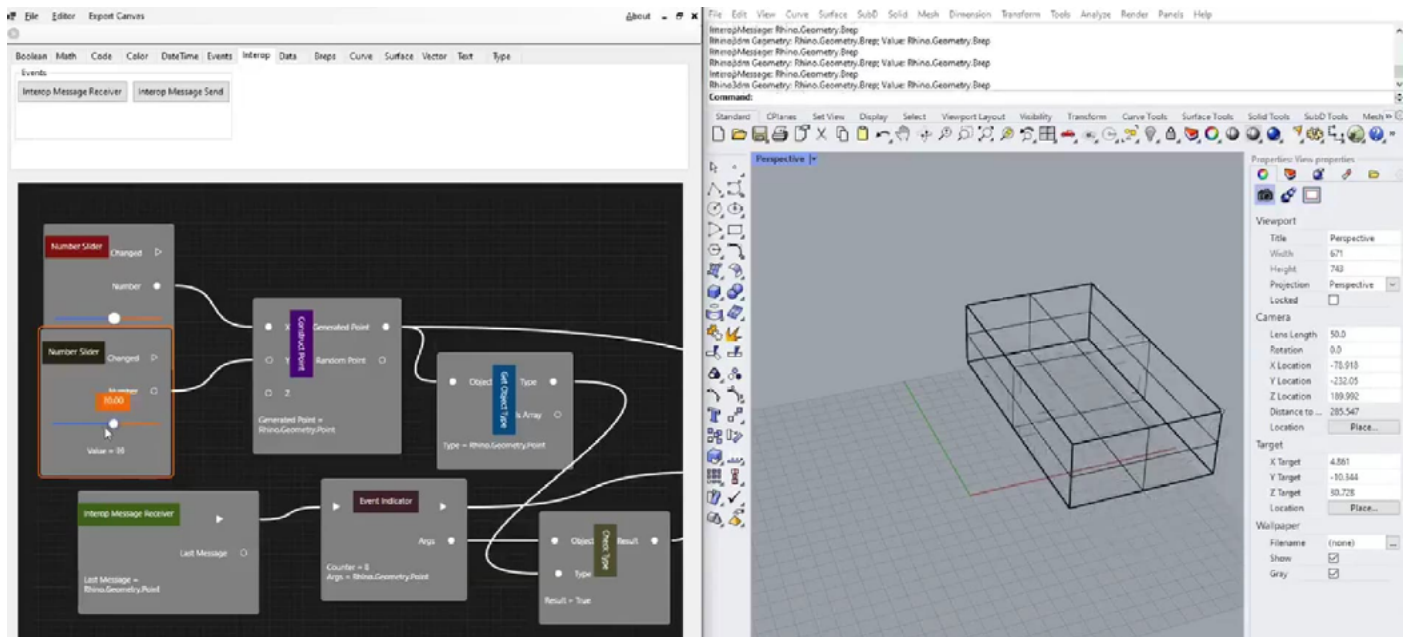 File Editor Export Canvas About
Boolean Math Code Color DateTime Events Interop Data Breps Curve Surface Vector Text Type
Events
Interop Message Receiver Interop Message Send
Number Slider
Changed
Number
Number Slider
Changed
Number
Value =
Construct Point
X Generated Point
Y Random Point
Z
Generated Point =
Rhino.Geometry.Point
Get Object Type
Object Type
Is Array
Type = Rhino.Geometry.Point
Interop Message Receiver
Last Message
Last Message =
Rhino.Geometry.Point
Event Indicator
Args
Counter = 8
Args = Rhino.Geometry.Point
Check Type
Object Result
Type
Result = True
File Edit View Curve Surface SubD Solid Mesh Dimension Transform Tools Analyze Render Panels Help
InteropMessage: Rhino.Geometry.Brep
Rhino3dm Geometry: Rhino.Geometry.Brep; Value: Rhino.Geometry.Brep
InteropMessage: Rhino.Geometry.Brep
Rhino3dm Geometry: Rhino.Geometry.Brep; Value: Rhino.Geometry.Brep
InteropMessage: Rhino.Geometry.Brep
Rhino3dm Geometry: Rhino.Geometry.Brep; Value: Rhino.Geometry.Brep
Command:
Standard CPlanes Set View Display Select Viewport Layout Visibility Transform Curve Tools Surface Tools Solid Tools SubD Tools Mesh
Perspective
Properties: View properties
Viewport
Title Perspective
Width 671
Height 743
Projection Perspective
Locked
Camera
Lens Length 50.0
Rotation 0.0
X Location -78.918
Y Location -232.05
Z Location 189.992
Distance to ... 285.547
Location Place...
Target
X Target 4.861
Y Target -10.344
Z Target 30.728
Location Place...
Wallpaper
Filename (none) ...
Show
Gray